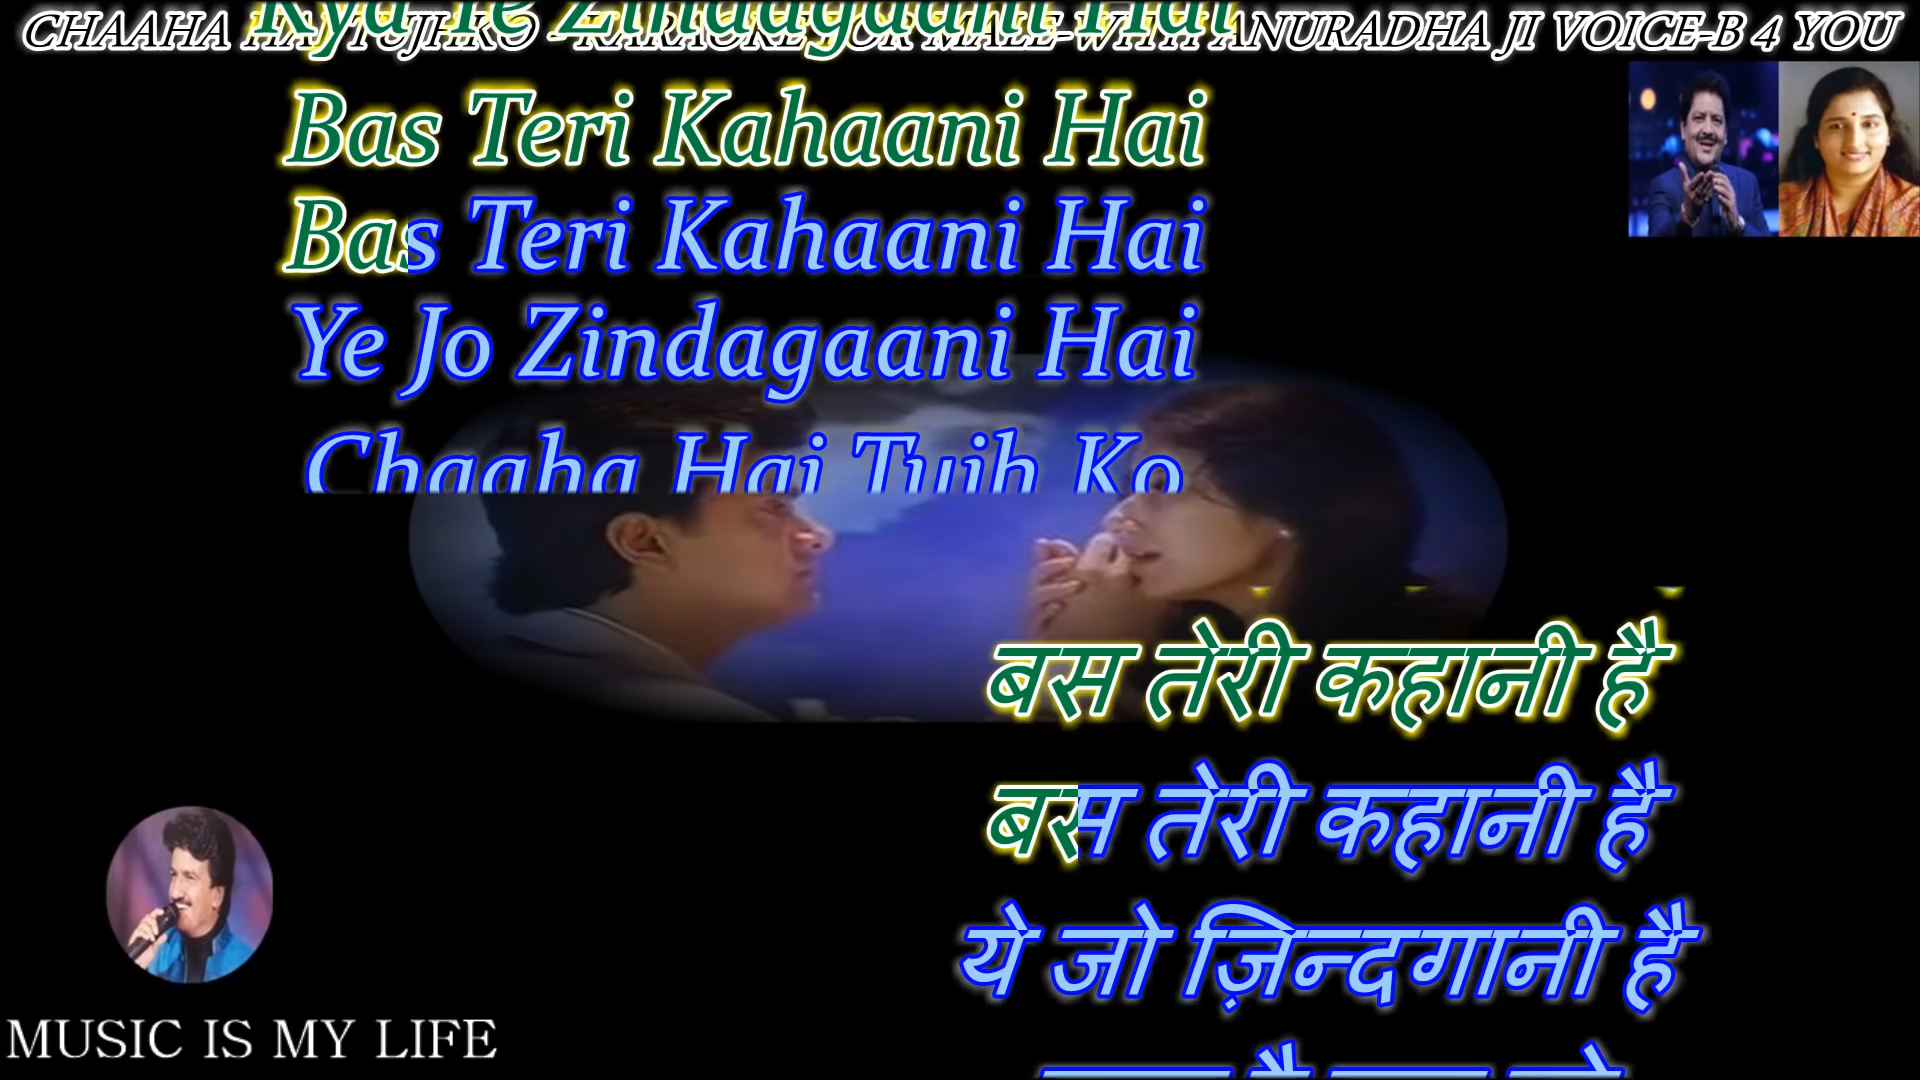 CHAAHA HAI TUJHKO - KARAOKE FOR MALE-WITH ANURADHA JI VOICE-B 4 YOU
Kya Ye Zindagaani Hai
Bas Teri Kahaani Hai
Bas Teri Kahaani Hai
Ye Jo Zindagaani Hai
Chaaha Hai Tujh Ko
बस तेरी कहानी है
बस तेरी कहानी है
ये जो ज़िन्दगानी है
MUSIC IS MY LIFE